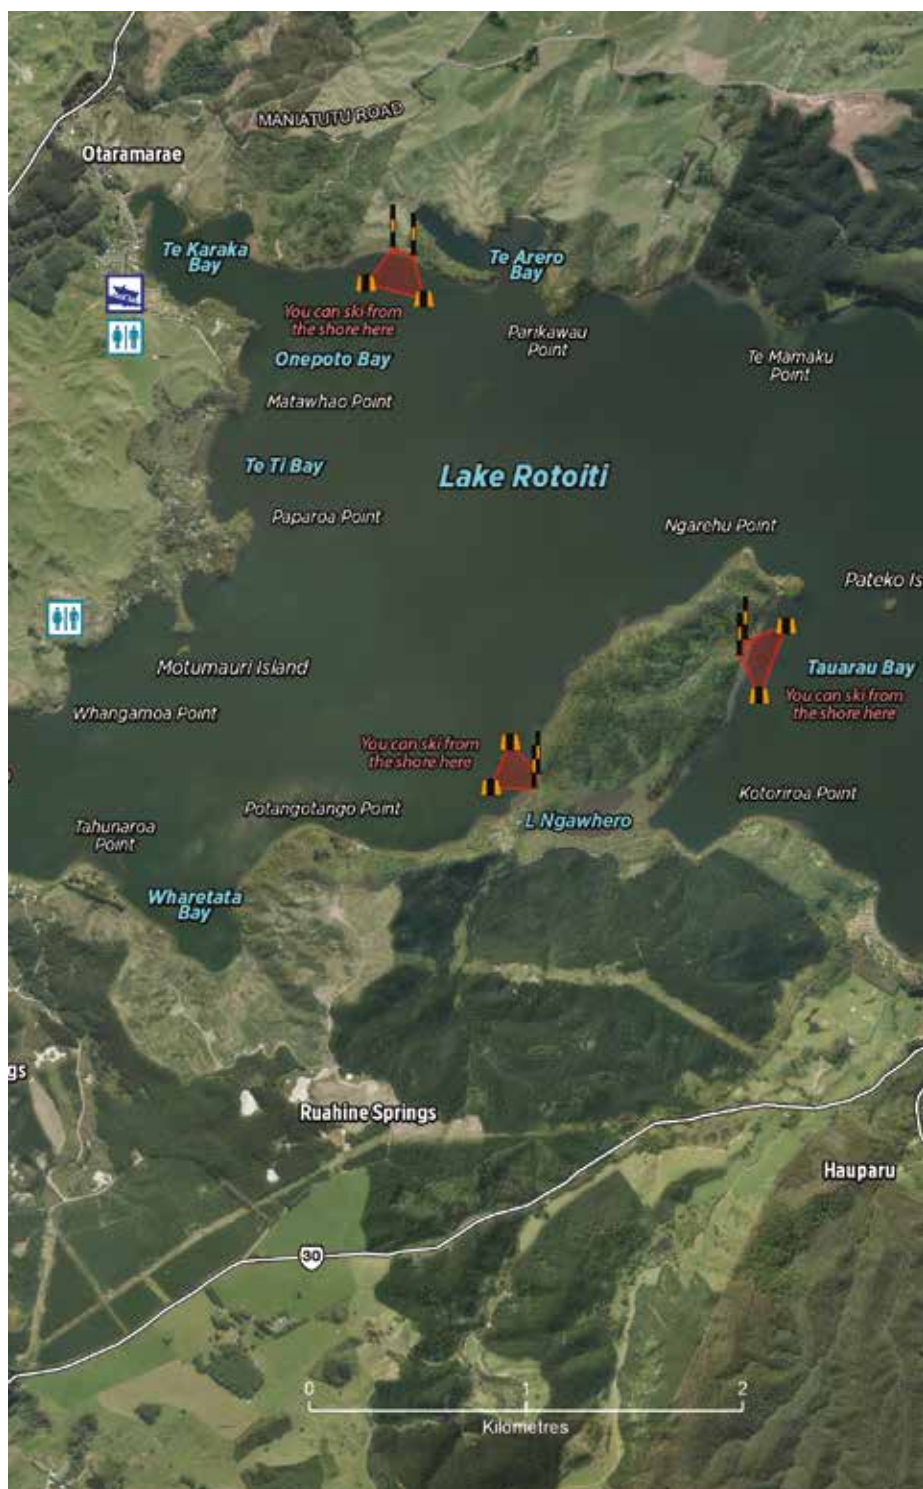 MANIATUTU ROAD
Otaramarae
Te Karaka
Bay
Te Arero
Bay
You can ski from
the shore here
Parikawau
Point
Onepoto Bay
Te Mamaku
Point
Matawhao Point
Te Ti Bay
Lake Rotoiti
Paparoa Point
Ngarehu Point
Pateko Is
Motumauri Island
Tauarau Bay
You can ski from
the shore here
Whangamoa Point
You can ski from
the shore here
Kotoriroa Point
Potangotango Point
L Ngawhero
Tahunaroa
Point
Wharetata
Bay
gs
Ruahine Springs
Hauparu
30
0 1 2
Kilometres